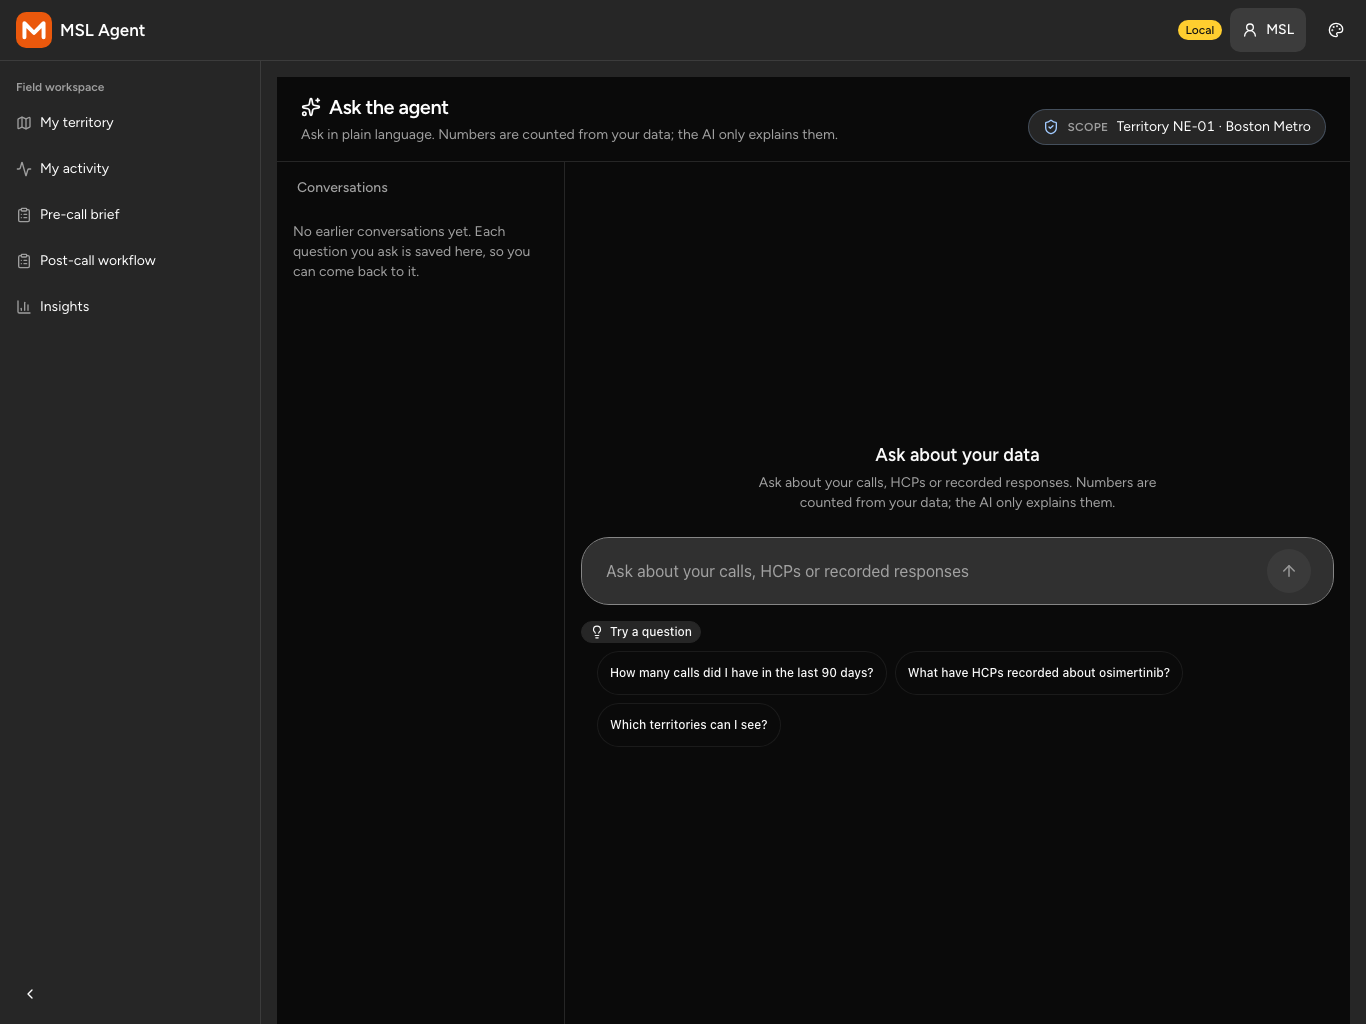 MSL Agent
Local
MSL
Field workspace
My territory
My activity
Pre-call brief
Post-call workflow
Insights
Ask the agent
Ask in plain language. Numbers are counted from your data; the AI only explains them.
SCOPE Territory NE-01 · Boston Metro
Conversations
No earlier conversations yet. Each
question you ask is saved here, so you
can come back to it.
Ask about your data
Ask about your calls, HCPs or recorded responses. Numbers are
counted from your data; the AI only explains them.
Ask about your calls, HCPs or recorded responses
Try a question
How many calls did I have in the last 90 days?
What have HCPs recorded about osimertinib?
Which territories can I see?